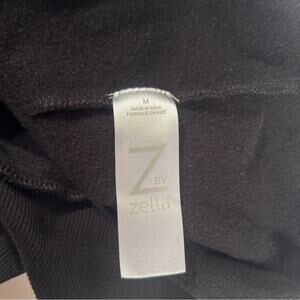 M
MADE IN INDIA
FABRIQUÉ EN INDE
Z
BY
zella